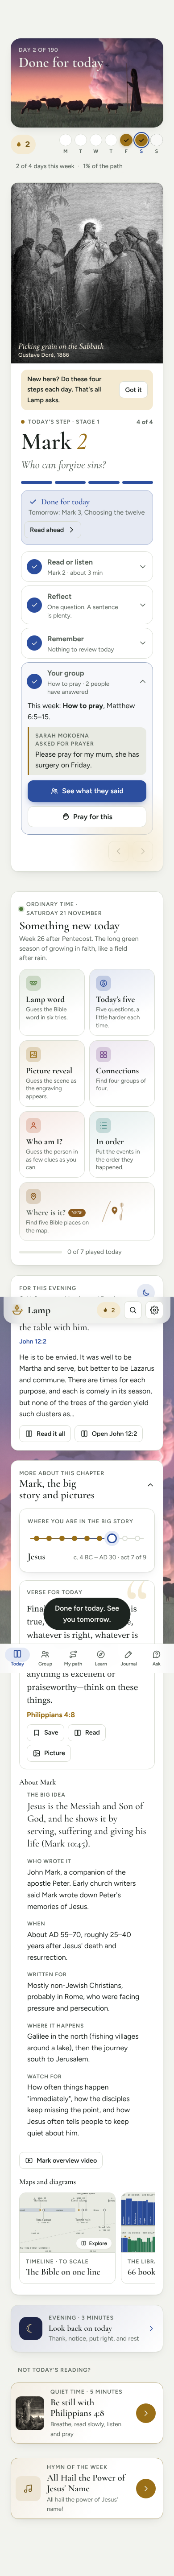 DAY 2 OF 190
Done for today
2
M T W T F S S
2 of 4 days this week · 1% of the path
Picking grain on the Sabbath
Gustave Doré, 1866
New here? Do these four
steps each day. That's all
Lamp asks.
Got it
TODAY'S STEP · STAGE 1
4 of 4
Mark 2
Who can forgive sins?
Done for today
Tomorrow: Mark 3, Choosing the twelve
Read ahead
Read or listen
Mark 2 · about 3 min
Reflect
One question. A sentence
is plenty.
Remember
Nothing to review today
Your group
How to pray · 2 people
have answered
This week: How to pray, Matthew
6:5–15.
SARAH MOKOENA
ASKED FOR PRAYER
Please pray for my mum, she has
surgery on Friday.
See what they said
Pray for this
ORDINARY TIME ·
SATURDAY 21 NOVEMBER
Something new today
Week 26 after Pentecost. The long green
season of growing in faith, like a field
after rain.
Lamp word
Guess the Bible
word in six tries.
Today's five
Five questions, a
little harder each
time.
Picture reveal
Guess the scene as
the engraving
appears.
Connections
Find four groups of
four.
Who am I?
Guess the person in
as few clues as you
can.
In order
Put the events in
the order they
happened.
Where is it? NEW
Find five Bible places on
the map.
0 of 7 played today
FOR THIS EVENING
Lamp
2
the table with him.
John 12:2
He is to be envied. It was well to be
Martha and serve, but better to be Lazarus
and commune. There are times for each
purpose, and each is comely in its season,
but none of the trees of the garden yield
such clusters as…
Read it all
Open John 12:2
MORE ABOUT THIS CHAPTER
Mark, the big
story and pictures
WHERE YOU ARE IN THE BIG STORY
Jesus
c. 4 BC – AD 30 · act 7 of 9
VERSE FOR TODAY
Done for today. See
you tomorrow.
Today
Group
My path
Learn
Journal
Ask
anything is excellent or
praiseworthy—think on these
things.
Philippians 4:8
Save
Read
Picture
About Mark
THE BIG IDEA
Jesus is the Messiah and Son of
God, and he shows it by
serving, suffering and giving his
life (Mark 10:45).
WHO WROTE IT
John Mark, a companion of the
apostle Peter. Early church writers
said Mark wrote down Peter's
memories of Jesus.
WHEN
About AD 55–70, roughly 25–40
years after Jesus' death and
resurrection.
WRITTEN FOR
Mostly non-Jewish Christians,
probably in Rome, who were facing
pressure and persecution.
WHERE IT HAPPENS
Galilee in the north (fishing villages
around a lake), then the journey
south to Jerusalem.
WATCH FOR
How often things happen
"immediately", how the disciples
keep missing the point, and how
Jesus often tells people to keep
quiet about him.
Mark overview video
Maps and diagrams
Explore
TIMELINE · TO SCALE
The Bible on one line
THE LIBR
66 book
EVENING · 3 MINUTES
Look back on today
Thank, notice, put right, and rest
NOT TODAY'S READING?
QUIET TIME · 5 MINUTES
Be still with
Philippians 4:8
Breathe, read slowly, listen
and pray
HYMN OF THE WEEK
All Hail the Power of
Jesus' Name
All hail the power of Jesus'
name!